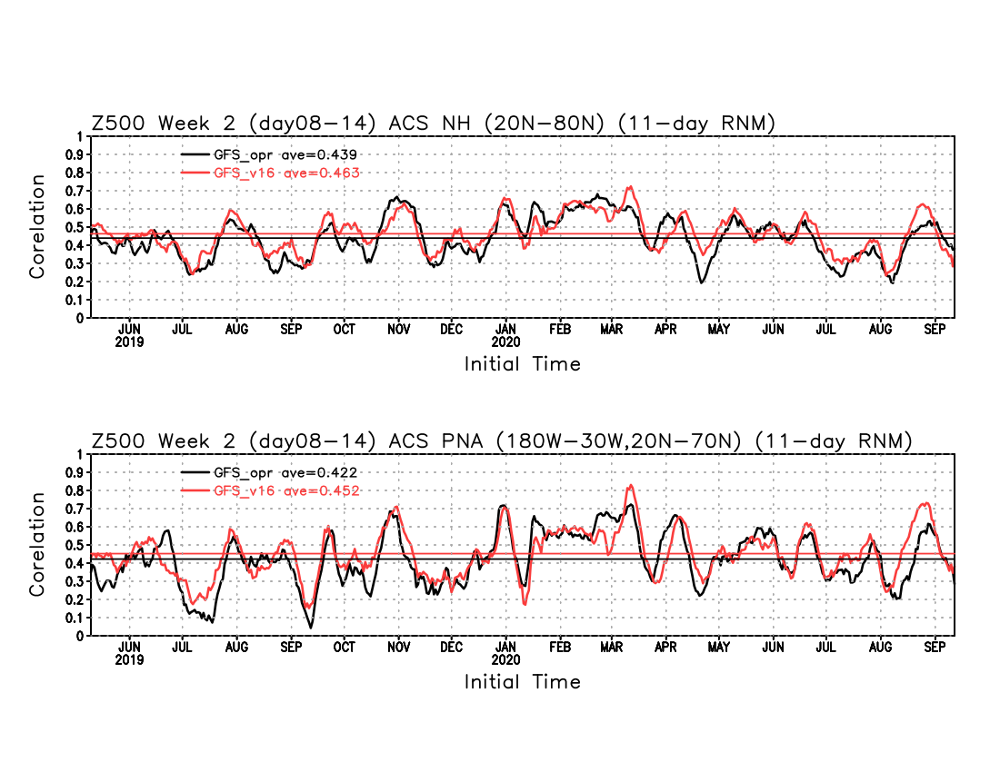 Z500 Week 2 (day08-14) ACS NH (20N-80N) (11-day RNM)
1
0.9
0.8
0.7
0.6
0.5
0.4
0.3
0.2
0.1
0
Corelation
GFS_opr ave=0.439
GFS_v16 ave=0.463
JUN JUL AUG SEP OCT NOV DEC JAN FEB MAR APR MAY JUN JUL AUG SEP
2019 2020
Initial Time
Z500 Week 2 (day08-14) ACS PNA (180W-30W,20N-70N) (11-day RNM)
1
0.9
0.8
0.7
0.6
0.5
0.4
0.3
0.2
0.1
0
Corelation
GFS_opr ave=0.422
GFS_v16 ave=0.452
JUN JUL AUG SEP OCT NOV DEC JAN FEB MAR APR MAY JUN JUL AUG SEP
2019 2020
Initial Time